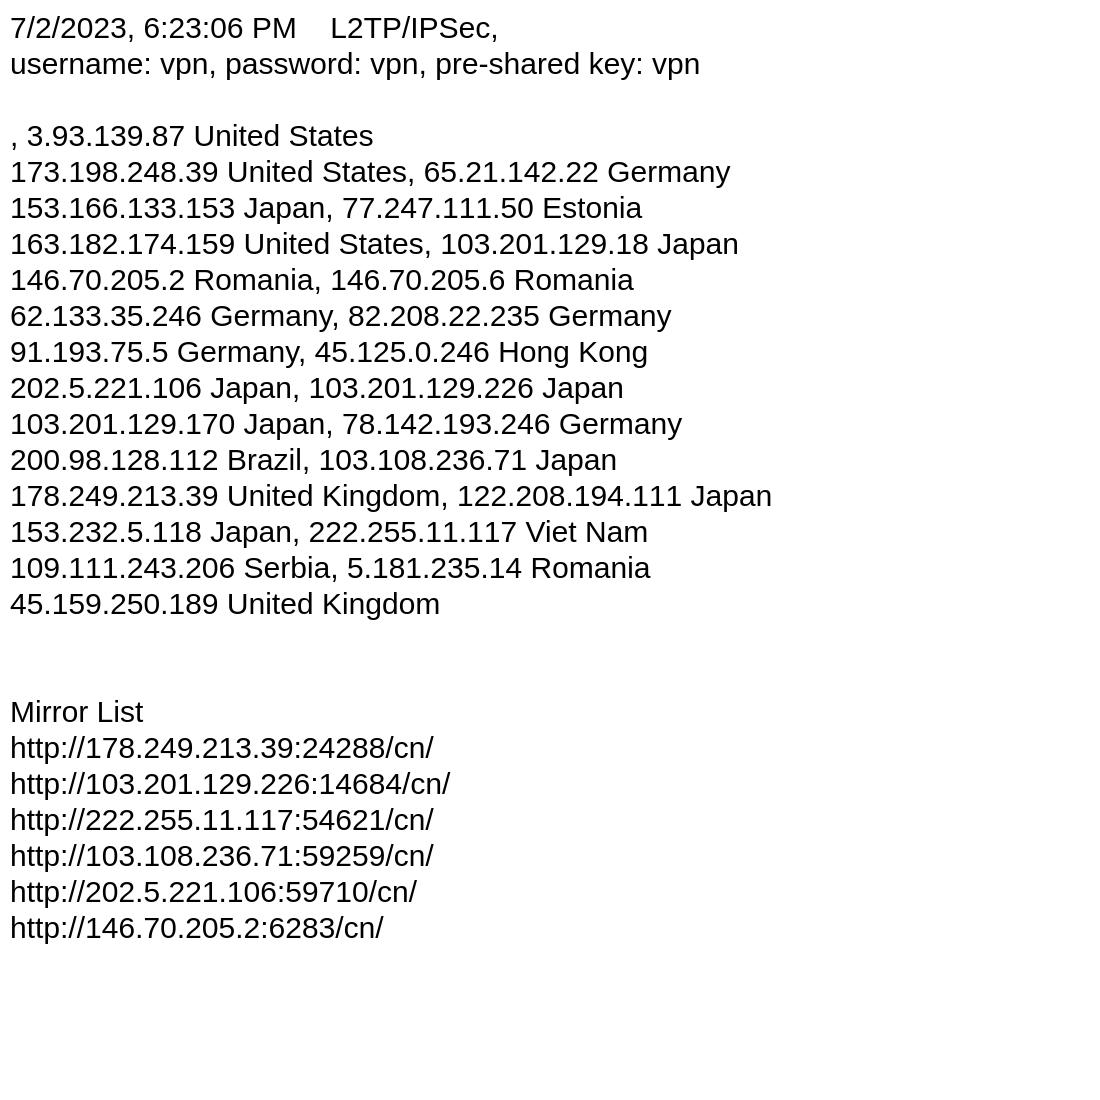 7/2/2023, 6:23:06 PM    L2TP/IPSec,
username: vpn, password: vpn, pre-shared key: vpn
, 3.93.139.87 United States
173.198.248.39 United States, 65.21.142.22 Germany
153.166.133.153 Japan, 77.247.111.50 Estonia
163.182.174.159 United States, 103.201.129.18 Japan
146.70.205.2 Romania, 146.70.205.6 Romania
62.133.35.246 Germany, 82.208.22.235 Germany
91.193.75.5 Germany, 45.125.0.246 Hong Kong
202.5.221.106 Japan, 103.201.129.226 Japan
103.201.129.170 Japan, 78.142.193.246 Germany
200.98.128.112 Brazil, 103.108.236.71 Japan
178.249.213.39 United Kingdom, 122.208.194.111 Japan
153.232.5.118 Japan, 222.255.11.117 Viet Nam
109.111.243.206 Serbia, 5.181.235.14 Romania
45.159.250.189 United Kingdom
Mirror List
http://178.249.213.39:24288/cn/
http://103.201.129.226:14684/cn/
http://222.255.11.117:54621/cn/
http://103.108.236.71:59259/cn/
http://202.5.221.106:59710/cn/
http://146.70.205.2:6283/cn/